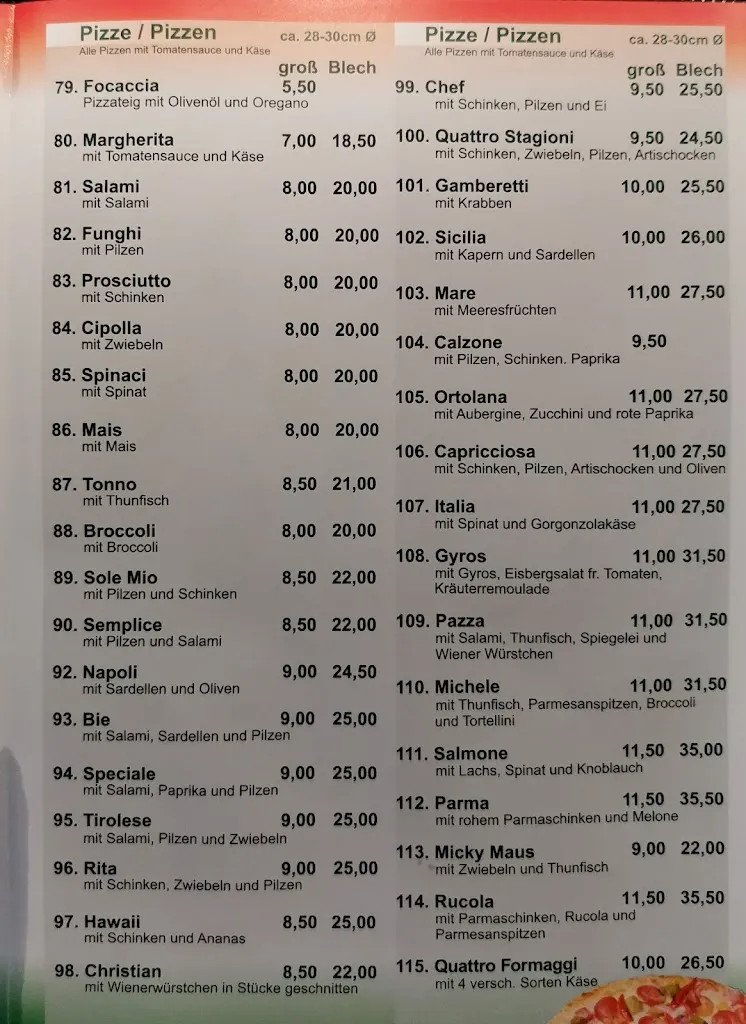 Pizze / Pizzen ca. 28-30cm Ø
Alle Pizzen mit Tomatensauce und Käse
groß Blech
79. Focaccia 5,50
Pizzateig mit Olivenöl und Oregano
80. Margherita 7,00 18,50
mit Tomatensauce und Käse
81. Salami 8,00 20,00
mit Salami
82. Funghi 8,00 20,00
mit Pilzen
83. Prosciutto 8,00 20,00
mit Schinken
84. Cipolla 8,00 20,00
mit Zwiebeln
85. Spinaci 8,00 20,00
mit Spinat
86. Mais 8,00 20,00
mit Mais
87. Tonno 8,50 21,00
mit Thunfisch
88. Broccoli 8,00 20,00
mit Broccoli
89. Sole Mio 8,50 22,00
mit Pilzen und Schinken
90. Semplice 8,50 22,00
mit Pilzen und Salami
92. Napoli 9,00 24,50
mit Sardellen und Oliven
93. Bie 9,00 25,00
mit Salami, Sardellen und Pilzen
94. Speciale 9,00 25,00
mit Salami, Paprika und Pilzen
95. Tirolese 9,00 25,00
mit Salami, Pilzen und Zwiebeln
96. Rita 9,00 25,00
mit Schinken, Zwiebeln und Pilzen
97. Hawaii 8,50 25,00
mit Schinken und Ananas
98. Christian 8,50 22,00
mit Wienerwürstchen in Stücke geschnitten
Pizze / Pizzen ca. 28-30cm Ø
Alle Pizzen mit Tomatensauce und Käse
groß Blech
99. Chef 9,50 25,50
mit Schinken, Pilzen und Ei
100. Quattro Stagioni 9,50 24,50
mit Schinken, Zwiebeln, Pilzen, Artischocken
101. Gamberetti 10,00 25,50
mit Krabben
102. Sicilia 10,00 26,00
mit Kapern und Sardellen
103. Mare 11,00 27,50
mit Meeresfrüchten
104. Calzone 9,50
mit Pilzen, Schinken. Paprika
105. Ortolana 11,00 27,50
mit Aubergine, Zucchini und rote Paprika
106. Capricciosa 11,00 27,50
mit Schinken, Pilzen, Artischocken und Oliven
107. Italia 11,00 27,50
mit Spinat und Gorgonzolakäse
108. Gyros 11,00 31,50
mit Gyros, Eisbergsalat fr. Tomaten,
Kräuterremoulade
109. Pazza 11,00 31,50
mit Salami, Thunfisch, Spiegelei und
Wiener Würstchen
110. Michele 11,00 31,50
mit Thunfisch, Parmesanspitzen, Broccoli
und Tortellini
111. Salmone 11,50 35,00
mit Lachs, Spinat und Knoblauch
112. Parma 11,50 35,50
mit rohem Parmaschinken und Melone
113. Micky Maus 9,00 22,00
mit Zwiebeln und Thunfisch
114. Rucola 11,50 35,50
mit Parmaschinken, Rucola und
Parmesanspitzen
115. Quattro Formaggi 10,00 26,50
mit 4 versch. Sorten Käse